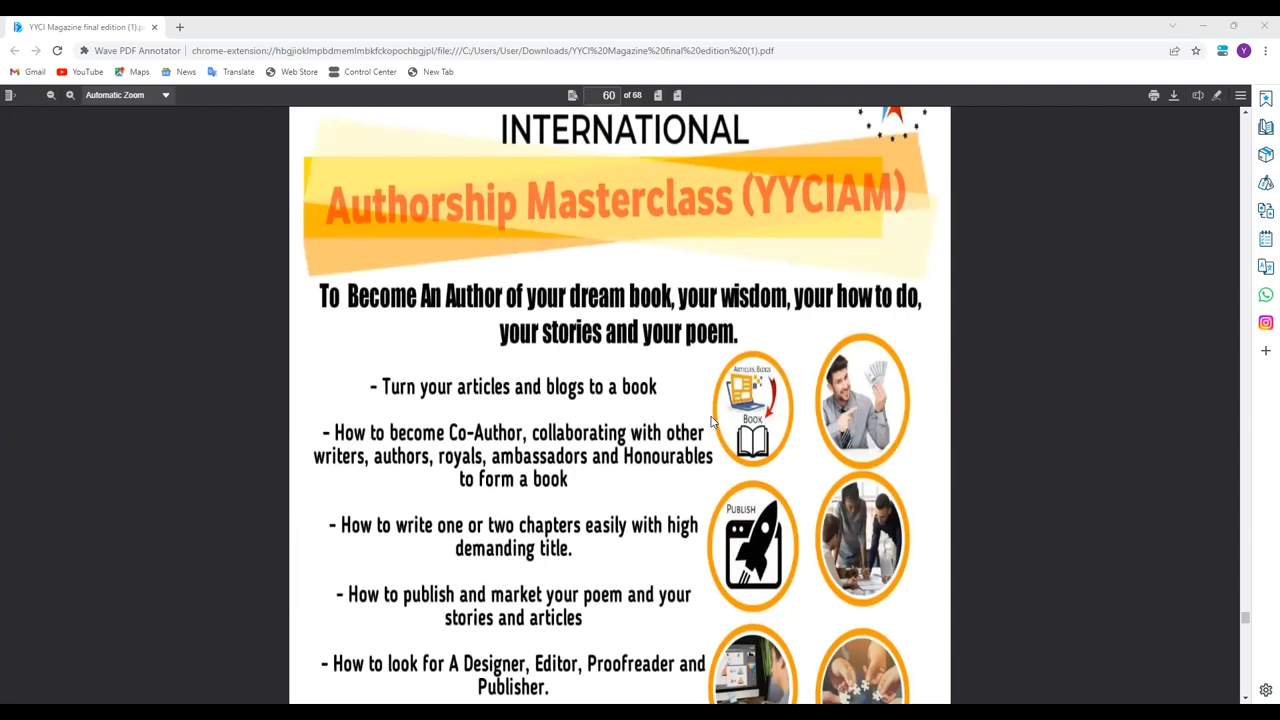 YYCI Magazine final edition (1).p
Wave PDF Annotator
chrome-extension://hbgjioklmpbdmemlmbkfckopochbgjpl/file:///C:/Users/User/Downloads/YYCI%20Magazine%20final%20edition%20(1).pdf
Y
Gmail
YouTube
Maps
News
Translate
Web Store
Control Center
New Tab
Automatic Zoom
60 of 68
INTERNATIONAL
Authorship Masterclass (YYCIAM)
To Become An Author of your dream book, your wisdom, your how to do,
your stories and your poem.
- Turn your articles and blogs to a book
ARTICLES, BLOGS
BOOK
- How to become Co-Author, collaborating with other
writers, authors, royals, ambassadors and Honourables
to form a book
- How to write one or two chapters easily with high
demanding title.
PUBLISH
- How to publish and market your poem and your
stories and articles
- How to look for A Designer, Editor, Proofreader and
Publisher.